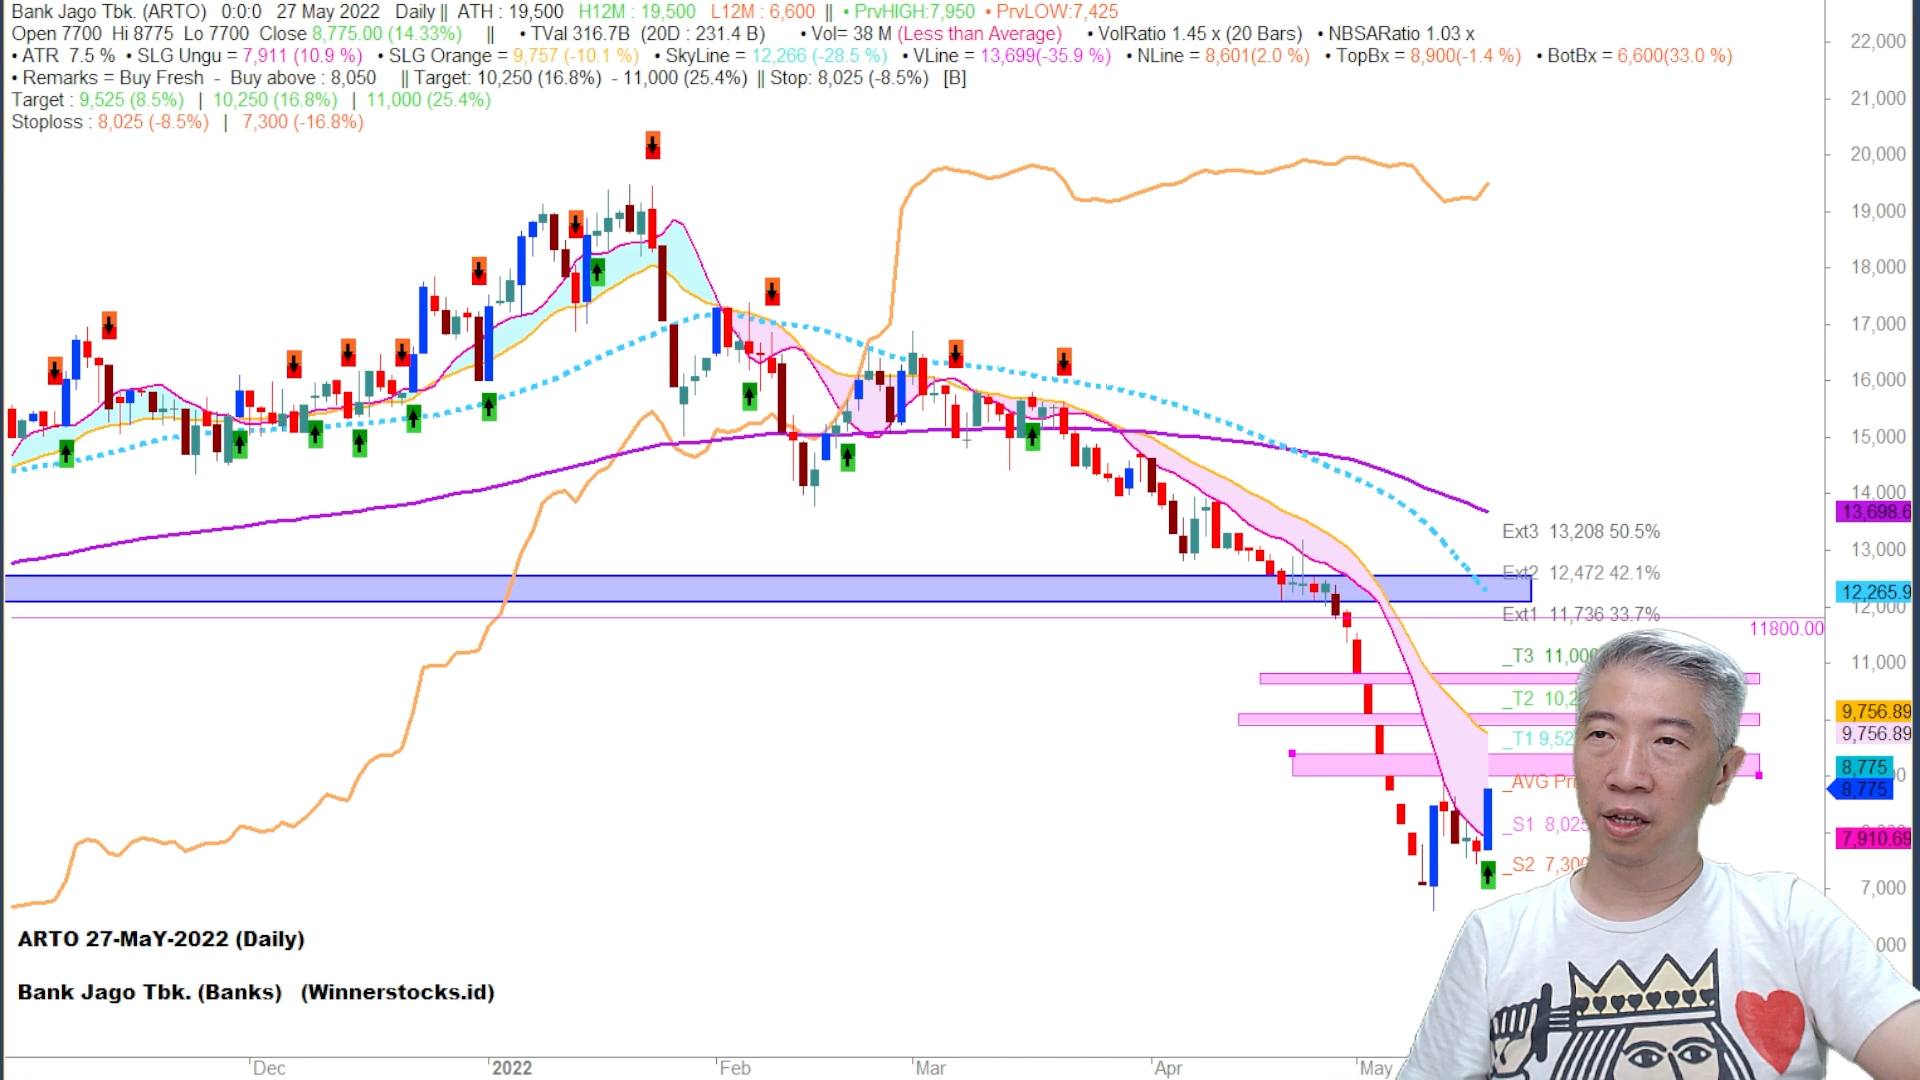 Bank Jago Tbk. (ARTO)   0:0:0   27 May 2022   Daily ||  ATH : 19,500   H12M : 19,500   L12M : 6,600  || • PrvHIGH:7,950  • PrvLOW:7,425
Open 7700  Hi 8775  Lo 7700  Close 8,775.00 (14.33%)    ||    • TVal 316.7B  (20D : 231.4 B)      • Vol= 38 M (Less than Average)    • VolRatio 1.45 x (20 Bars)  • NBSARatio 1.03 x
• ATR  7.5 %  • SLG Ungu = 7,911 (10.9 %)  • SLG Orange = 9,757 (-10.1 %)  • SkyLine = 12,266 (-28.5 %)  • VLine = 13,699(-35.9 %)  • NLine = 8,601(2.0 %)  • TopBx = 8,900(-1.4 %)  • BotBx = 6,600(33.0 %)
• Remarks = Buy Fresh  -  Buy above : 8,050    || Target: 10,250 (16.8%)  - 11,000 (25.4%)  || Stop: 8,025 (-8.5%)   [B]
Target : 9,525 (8.5%)   |  10,250 (16.8%)   |  11,000 (25.4%)
Stoploss : 8,025 (-8.5%)   |   7,300 (-16.8%)
22,000
21,000
20,000
19,000
18,000
17,000
16,000
15,000
14,000
13,698.6
Ext3  13,208 50.5%
13,000
Ext2  12,472 42.1%
12,265.9
12,000
Ext1  11,736 33.7%
11800.00
_T3  11,000
11,000
_T2  10,2
9,756.89
9,756.89
_T1 9,52
8,775
_AVG Pri
8,775
_S1  8,025
7,910.69
_S2  7,300
7,000
000
ARTO 27-MaY-2022 (Daily)
Bank Jago Tbk. (Banks)   (Winnerstocks.id)
Dec   2022   Feb   Mar   Apr   May